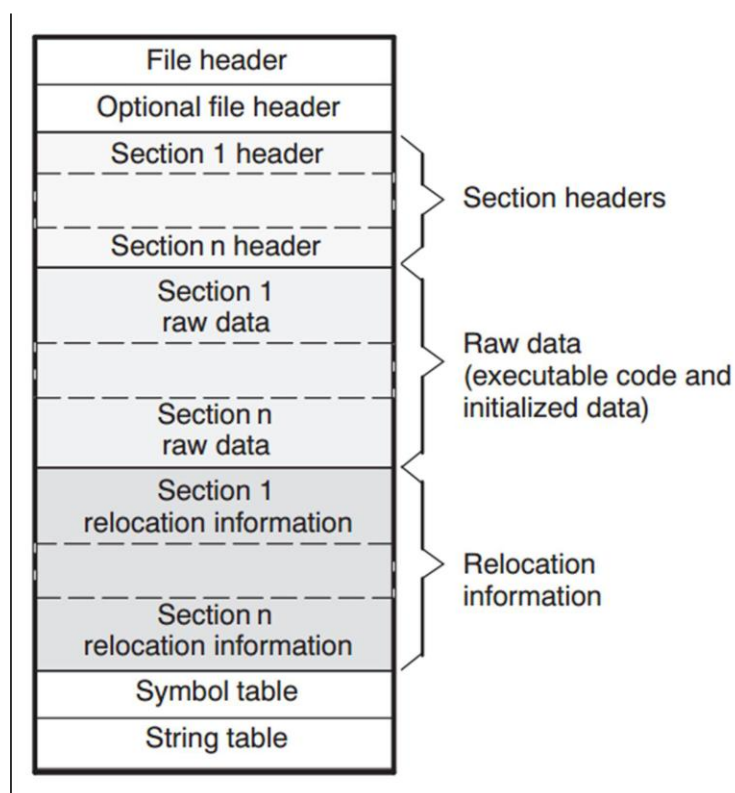 File header
Optional file header
Section 1 header
Section n header
Section headers
Section 1
raw data
Section n
raw data
Raw data
(executable code and
initialized data)
Section 1
relocation information
Section n
relocation information
Relocation
information
Symbol table
String table